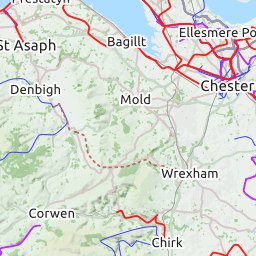 Prestatyn
Bagillt
Ellesmere Po
St Asaph
Denbigh
Mold
Chester
Wrexham
Corwen
Chirk